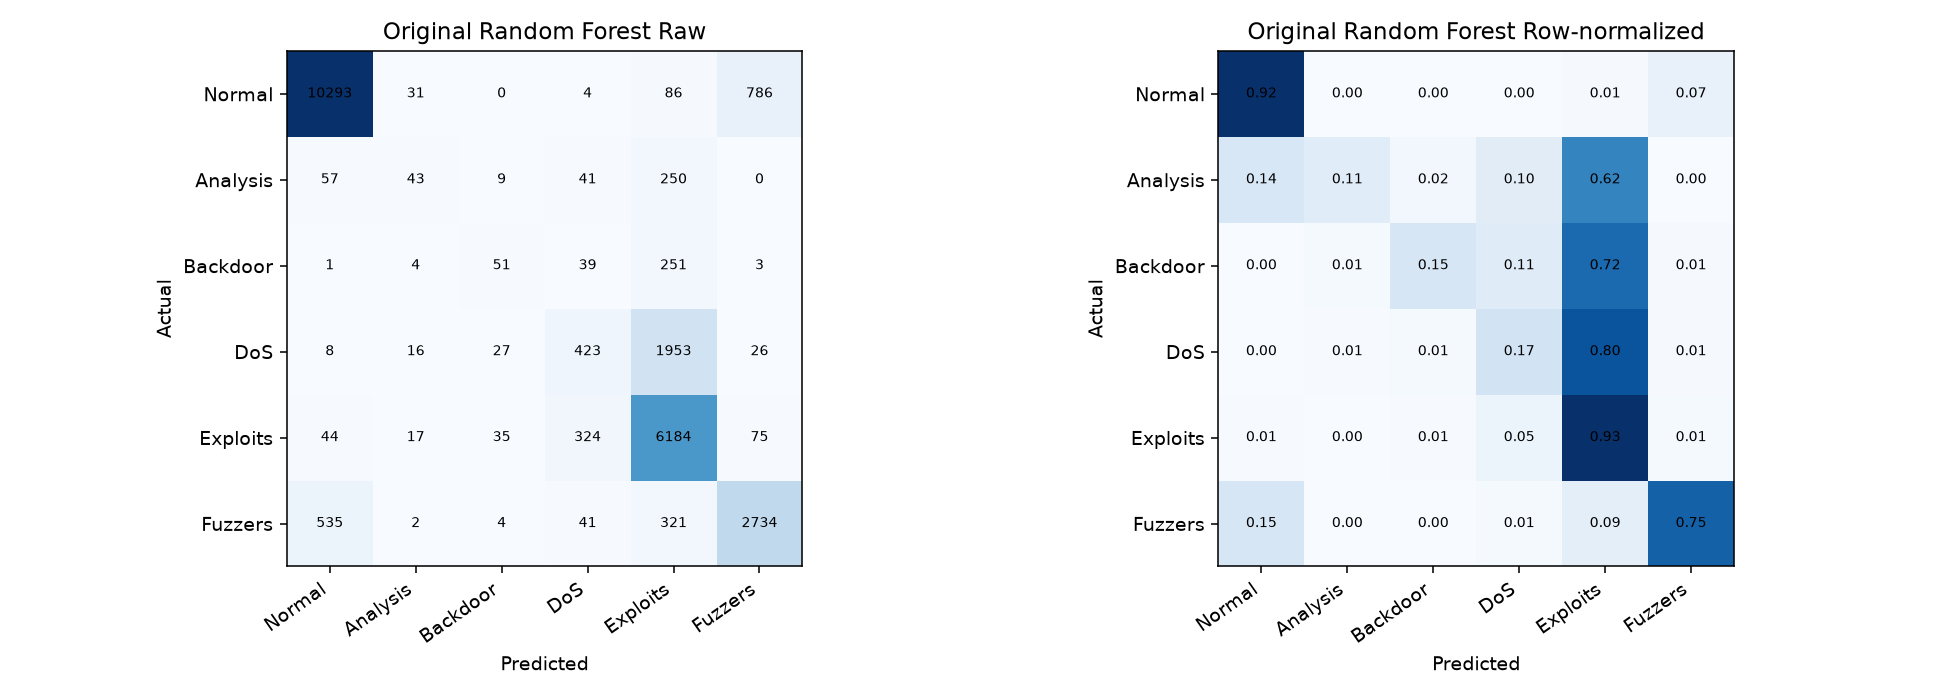 Original Random Forest Raw
Normal 10293 31 0 4 86 786
Analysis 57 43 9 41 250 0
Backdoor 1 4 51 39 251 3
DoS 8 16 27 423 1953 26
Exploits 44 17 35 324 6184 75
Fuzzers 535 2 4 41 321 2734
Actual
Normal Analysis Backdoor DoS Exploits Fuzzers
Predicted
Original Random Forest Row-normalized
Normal 0.92 0.00 0.00 0.00 0.01 0.07
Analysis 0.14 0.11 0.02 0.10 0.62 0.00
Backdoor 0.00 0.01 0.15 0.11 0.72 0.01
DoS 0.00 0.01 0.01 0.17 0.80 0.01
Exploits 0.01 0.00 0.01 0.05 0.93 0.01
Fuzzers 0.15 0.00 0.00 0.01 0.09 0.75
Actual
Normal Analysis Backdoor DoS Exploits Fuzzers
Predicted